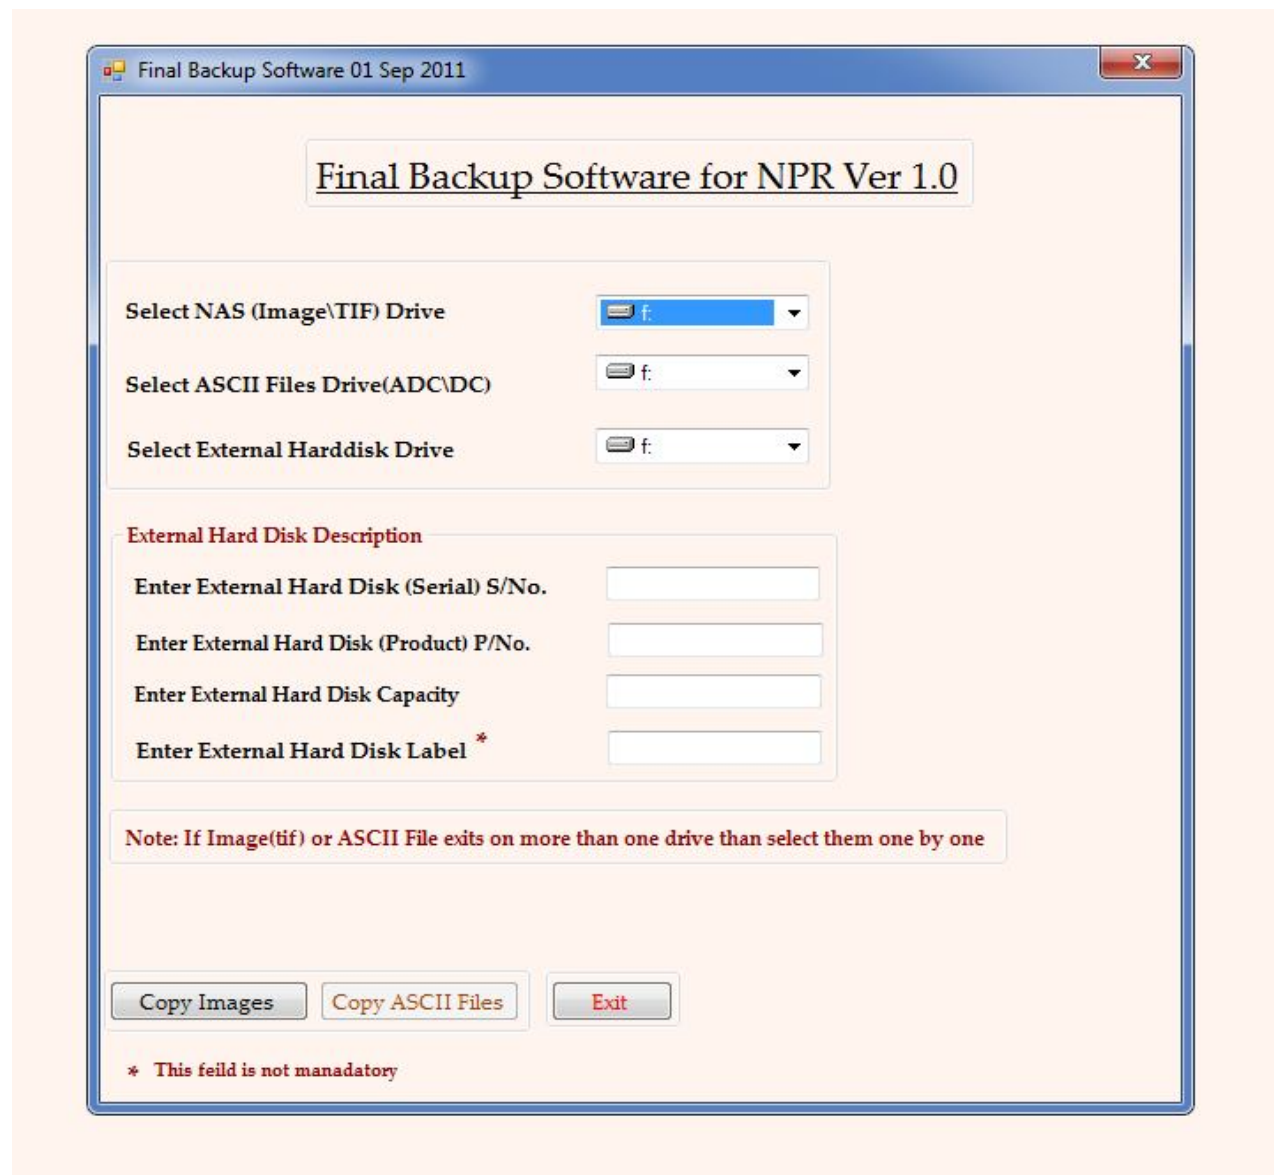 Final Backup Software 01 Sep 2011
Final Backup Software for NPR Ver 1.0
Select NAS (Image\TIF) Drive f:
Select ASCII Files Drive(ADC\DC) f:
Select External Harddisk Drive f:
External Hard Disk Description
Enter External Hard Disk (Serial) S/No.
Enter External Hard Disk (Product) P/No.
Enter External Hard Disk Capacity
Enter External Hard Disk Label *
Note: If Image(tif) or ASCII File exits on more than one drive than select them one by one
Copy Images Copy ASCII Files Exit
* This feild is not manadatory